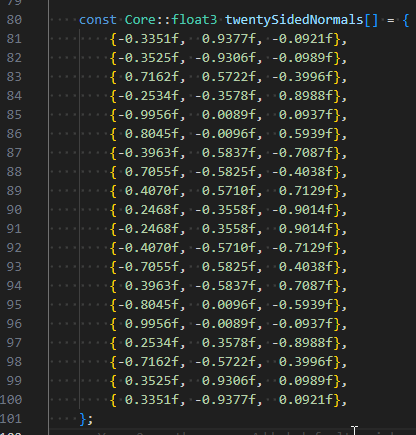 79
80 const Core::float3 twentySidedNormals[] = {
81 {-0.3351f, 0.9377f, -0.0921f},
82 {-0.3525f, -0.9306f, -0.0989f},
83 { 0.7162f, 0.5722f, -0.3996f},
84 {-0.2534f, -0.3578f, 0.8988f},
85 {-0.9956f, 0.0089f, 0.0937f},
86 { 0.8045f, -0.0096f, 0.5939f},
87 {-0.3963f, 0.5837f, -0.7087f},
88 { 0.7055f, -0.5825f, -0.4038f},
89 { 0.4070f, 0.5710f, 0.7129f},
90 { 0.2468f, -0.3558f, -0.9014f},
91 {-0.2468f, 0.3558f, 0.9014f},
92 {-0.4070f, -0.5710f, -0.7129f},
93 {-0.7055f, 0.5825f, 0.4038f},
94 { 0.3963f, -0.5837f, 0.7087f},
95 {-0.8045f, 0.0096f, -0.5939f},
96 { 0.9956f, -0.0089f, -0.0937f},
97 { 0.2534f, 0.3578f, -0.8988f},
98 {-0.7162f, -0.5722f, 0.3996f},
99 { 0.3525f, 0.9306f, 0.0989f},
100 { 0.3351f, -0.9377f, 0.0921f},
101 };